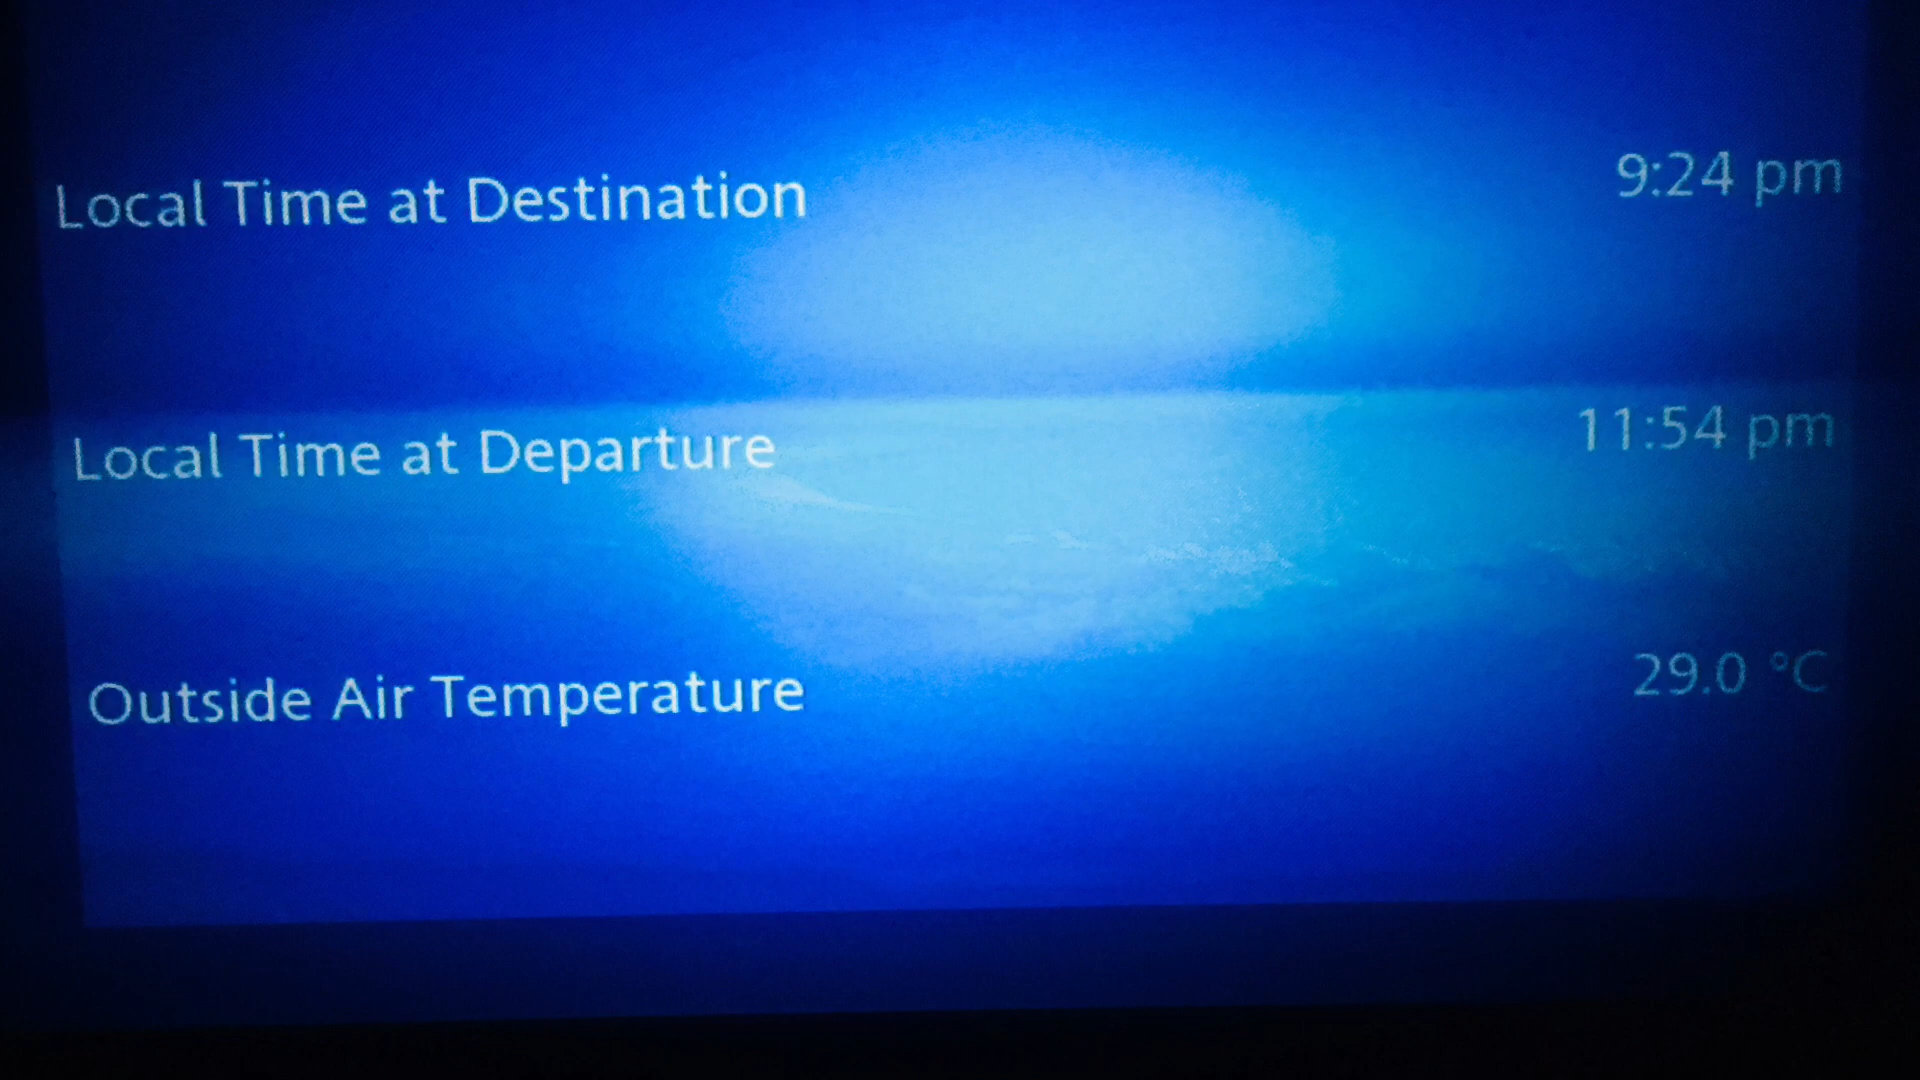 Local Time at Destination 9:24 pm
Local Time at Departure 11:54 pm
Outside Air Temperature 29.0 °C